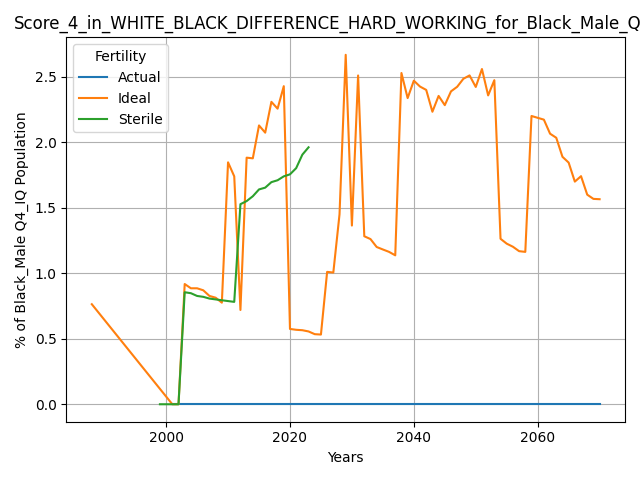 Score_4_in_WHITE_BLACK_DIFFERENCE_HARD_WORKING_for_Black_Male_Q
Fertility
Actual
Ideal
Sterile
% of Black_Male Q4_IQ Population
2.5
2.0
1.5
1.0
0.5
0.0
2000 2020 2040 2060
Years